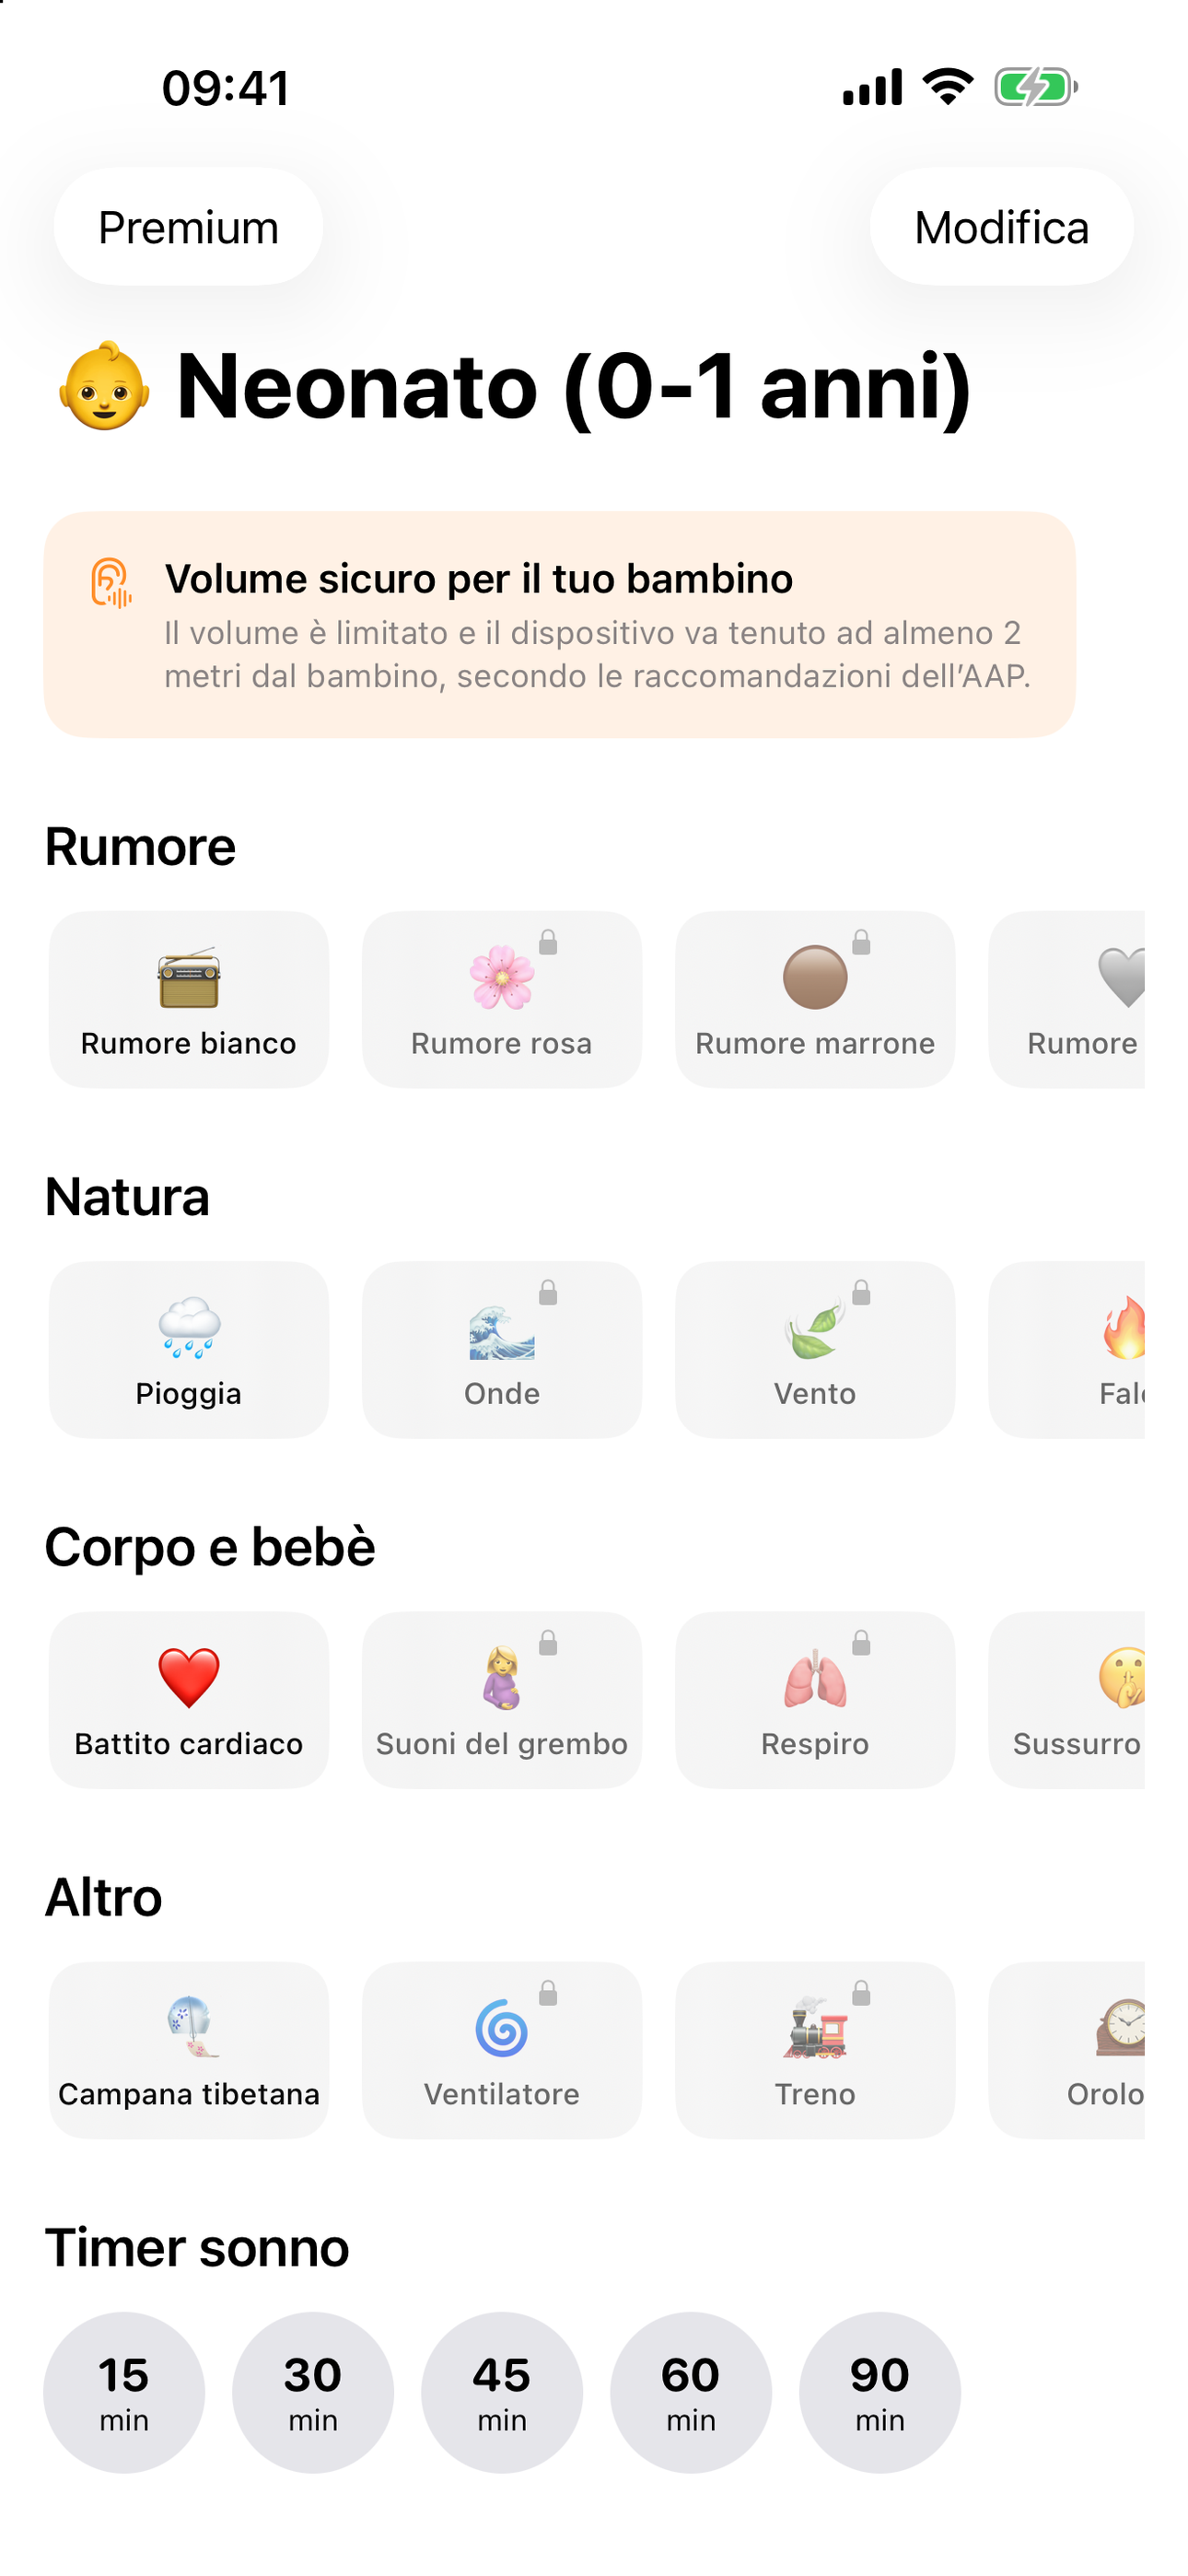 09:41
Premium
Modifica
Neonato (0-1 anni)
Volume sicuro per il tuo bambino
Il volume è limitato e il dispositivo va tenuto ad almeno 2
metri dal bambino, secondo le raccomandazioni dell’AAP.
Rumore
Rumore bianco
Rumore rosa
Rumore marrone
Rumore
Natura
Pioggia
Onde
Vento
Corpo e bebè
Battito cardiaco
Suoni del grembo
Respiro
Sussurro
Altro
Campana tibetana
Ventilatore
Treno
Timer sonno
15
min
30
min
45
min
60
min
90
min